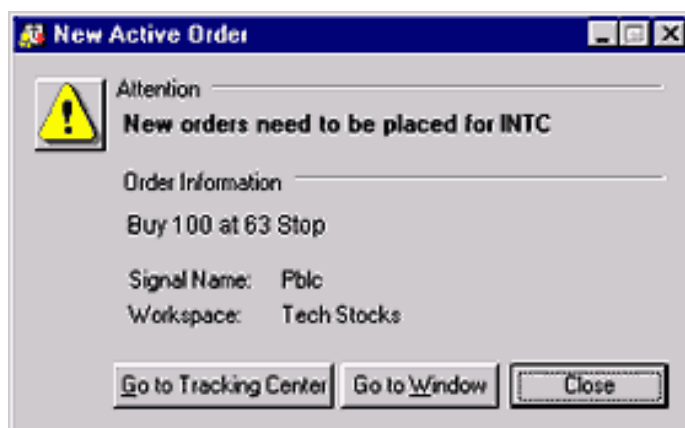 New Active Order
Attention
New orders need to be placed for INTC
Order Information
Buy 100 at 63 Stop
Signal Name: Pblc
Workspace: Tech Stocks
Go to Tracking Center Go to Window Close